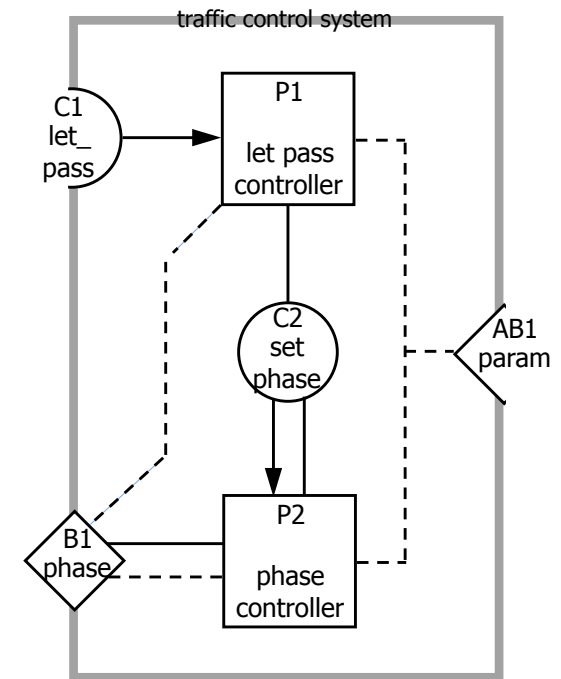 traffic control system
C1
let_
pass
P1
let pass
controller
C2
set
phase
AB1
param
B1
phase
P2
phase
controller